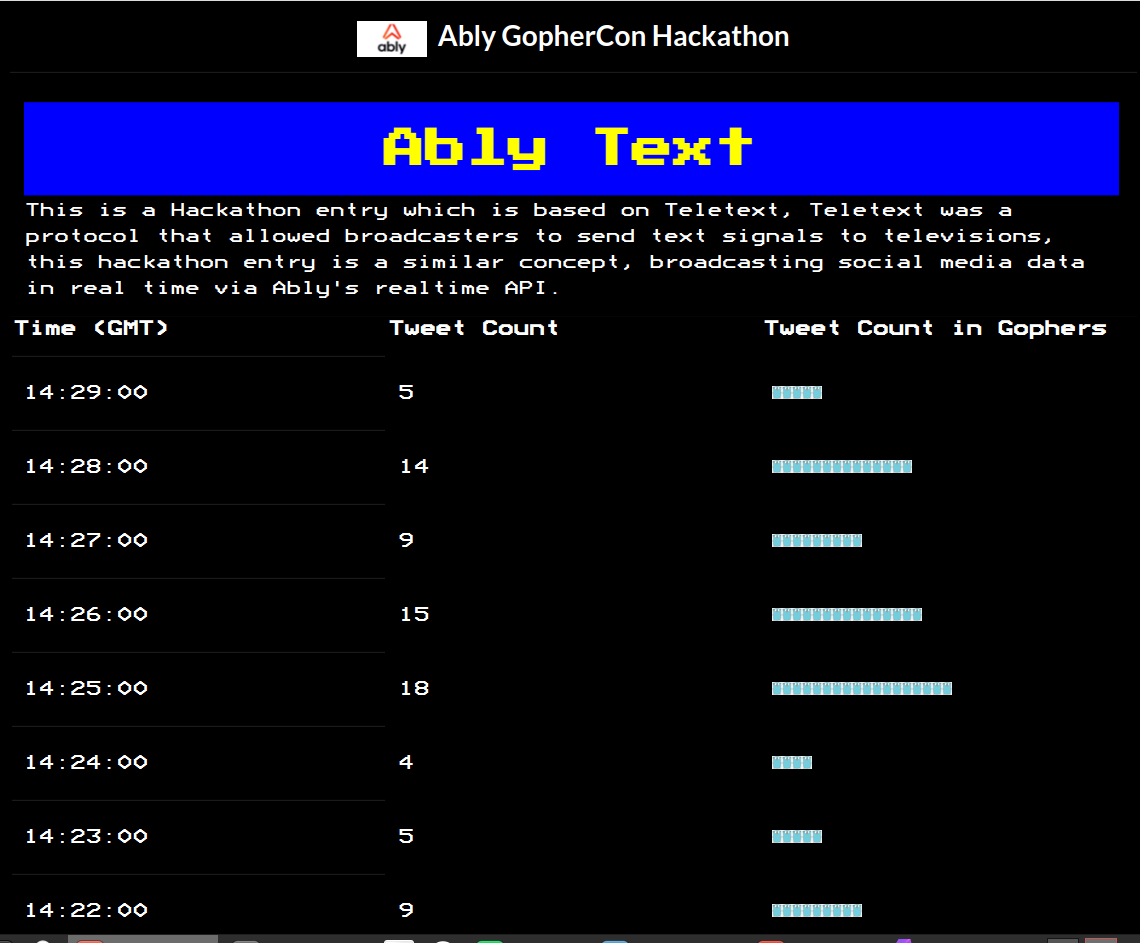 ably Ably GopherCon Hackathon
Ably Text
This is a Hackathon entry which is based on Teletext, Teletext was a
protocol that allowed broadcasters to send text signals to televisions,
this hackathon entry is a similar concept, broadcasting social media data
in real time via Ably's realtime API.
Time (GMT) Tweet Count Tweet Count in Gophers
14:29:00 5
14:28:00 14
14:27:00 9
14:26:00 15
14:25:00 18
14:24:00 4
14:23:00 5
14:22:00 9